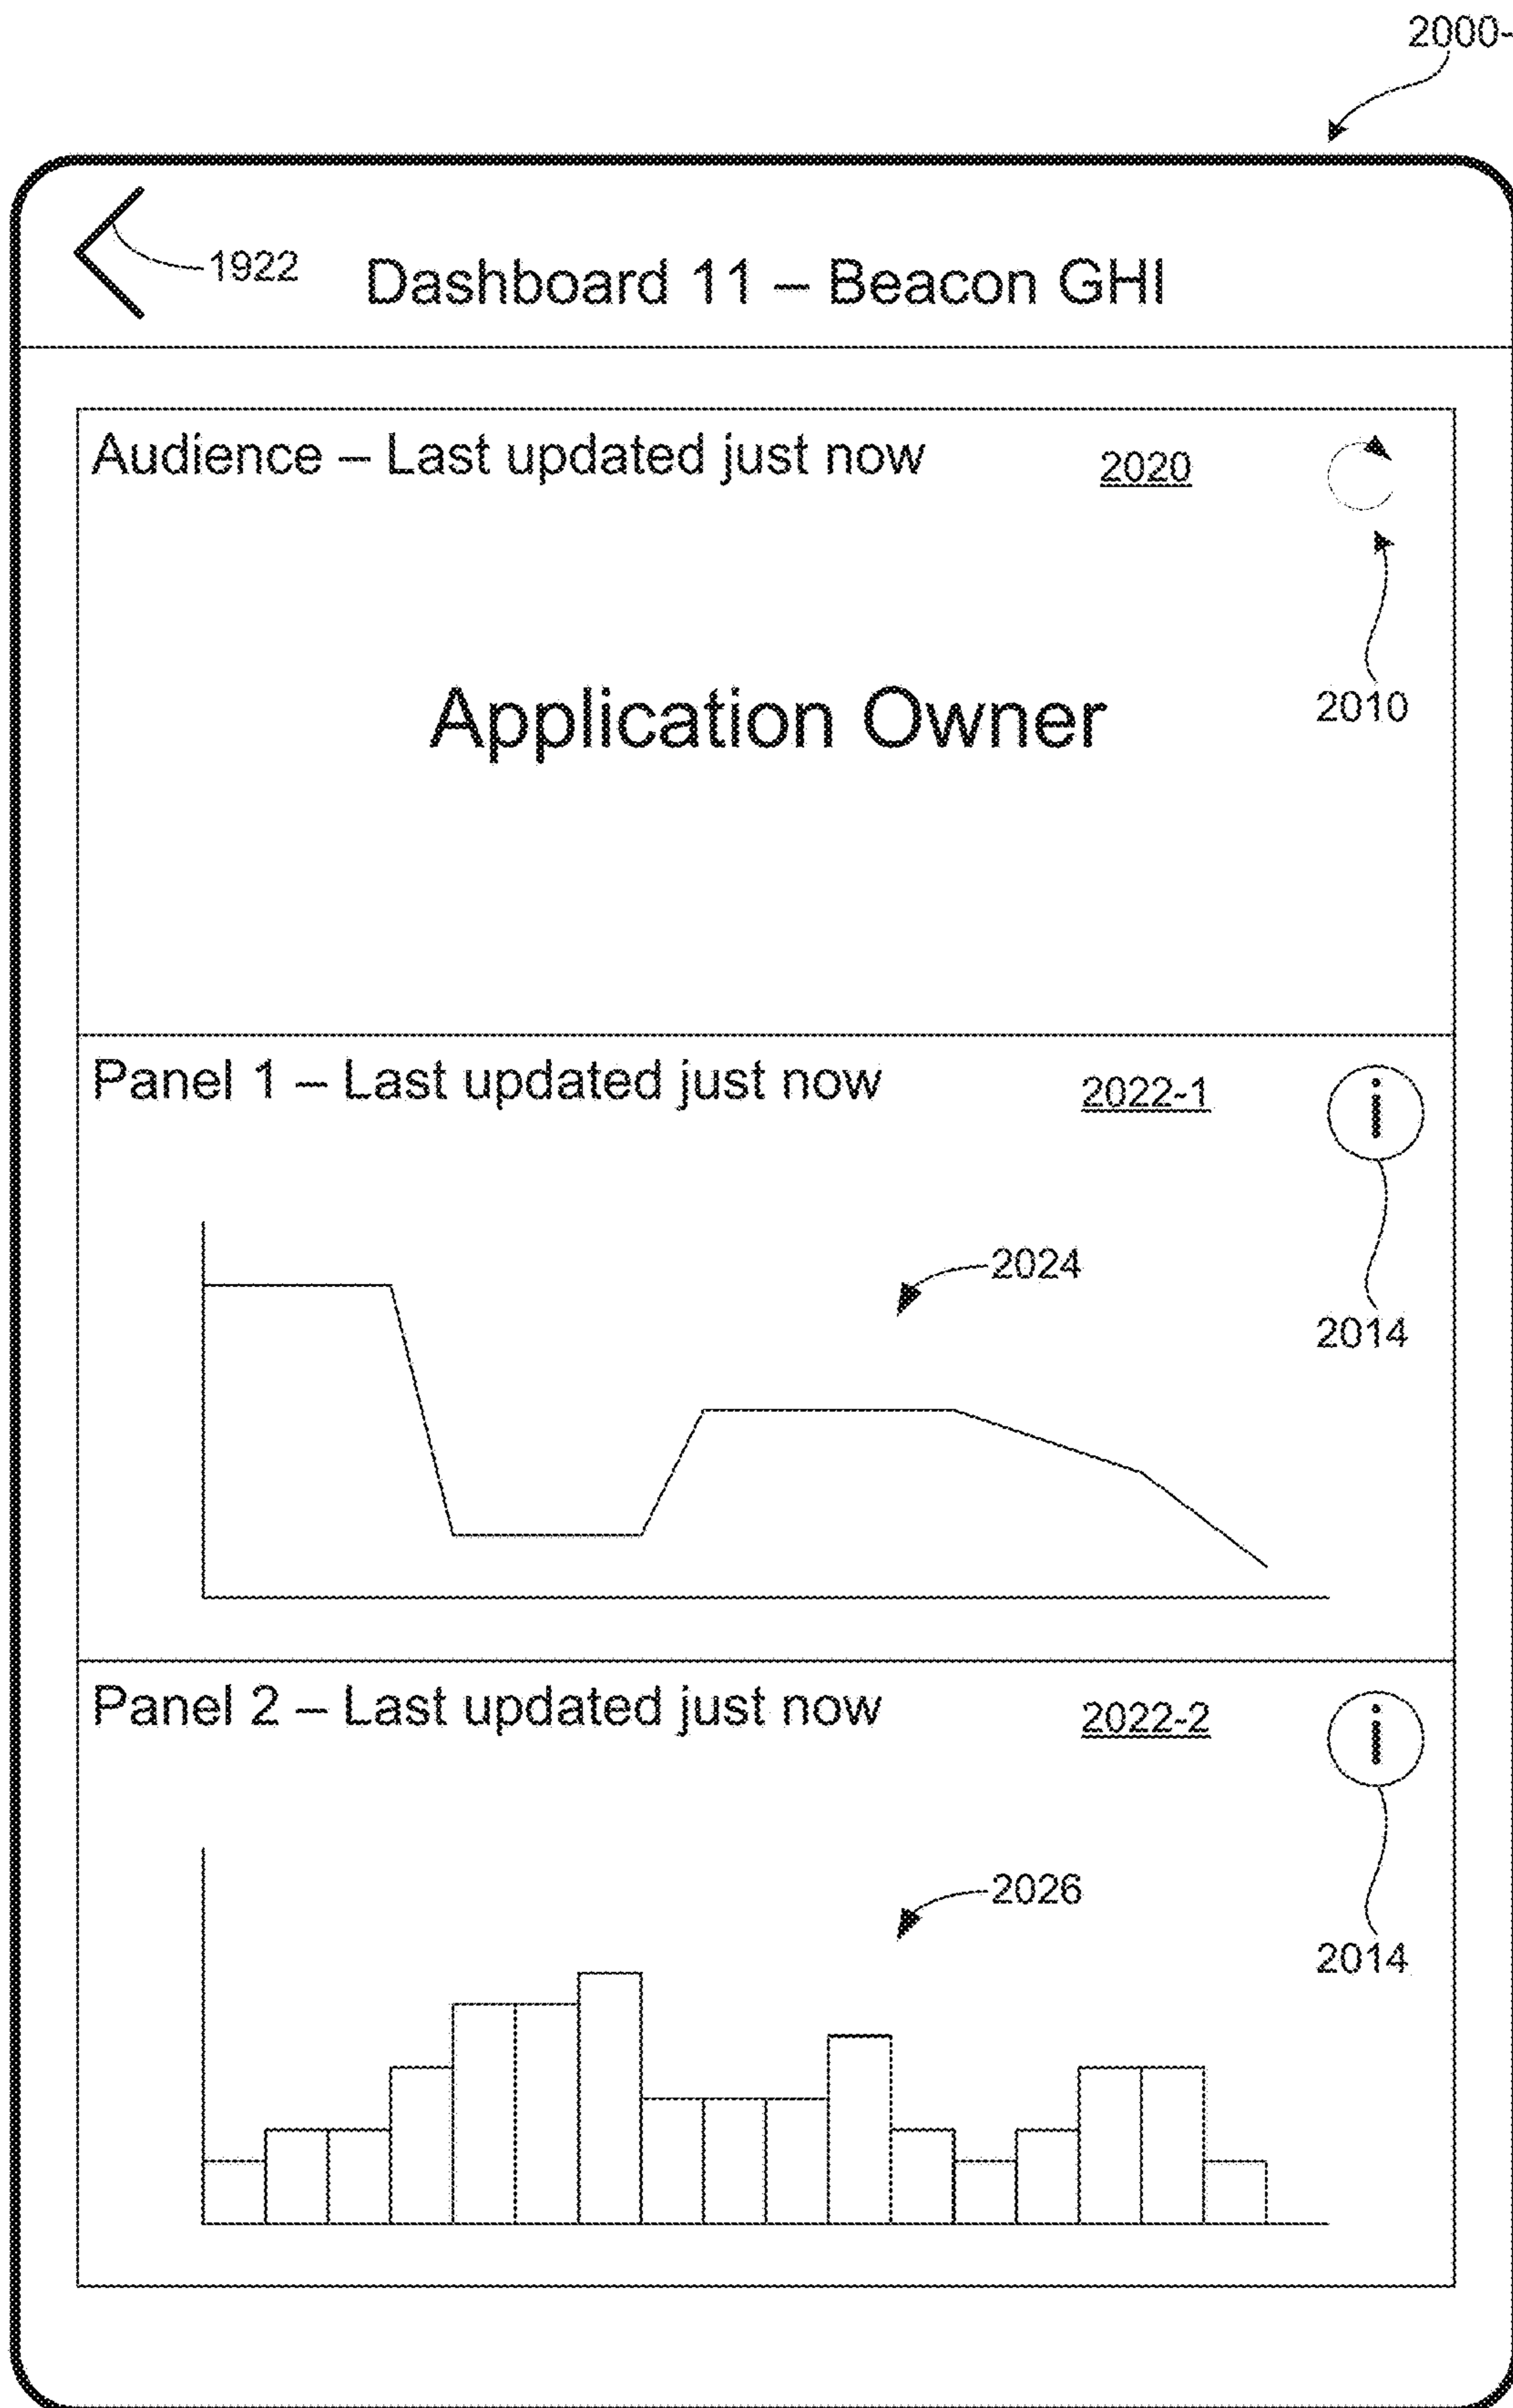 2000-
1922
Dashboard 11 – Beacon GHI
Audience – Last updated just now 2020
2010
Application Owner
Panel 1 – Last updated just now 2022-1 i
2024
2014
Panel 2 – Last updated just now 2022-2 i
2026
2014